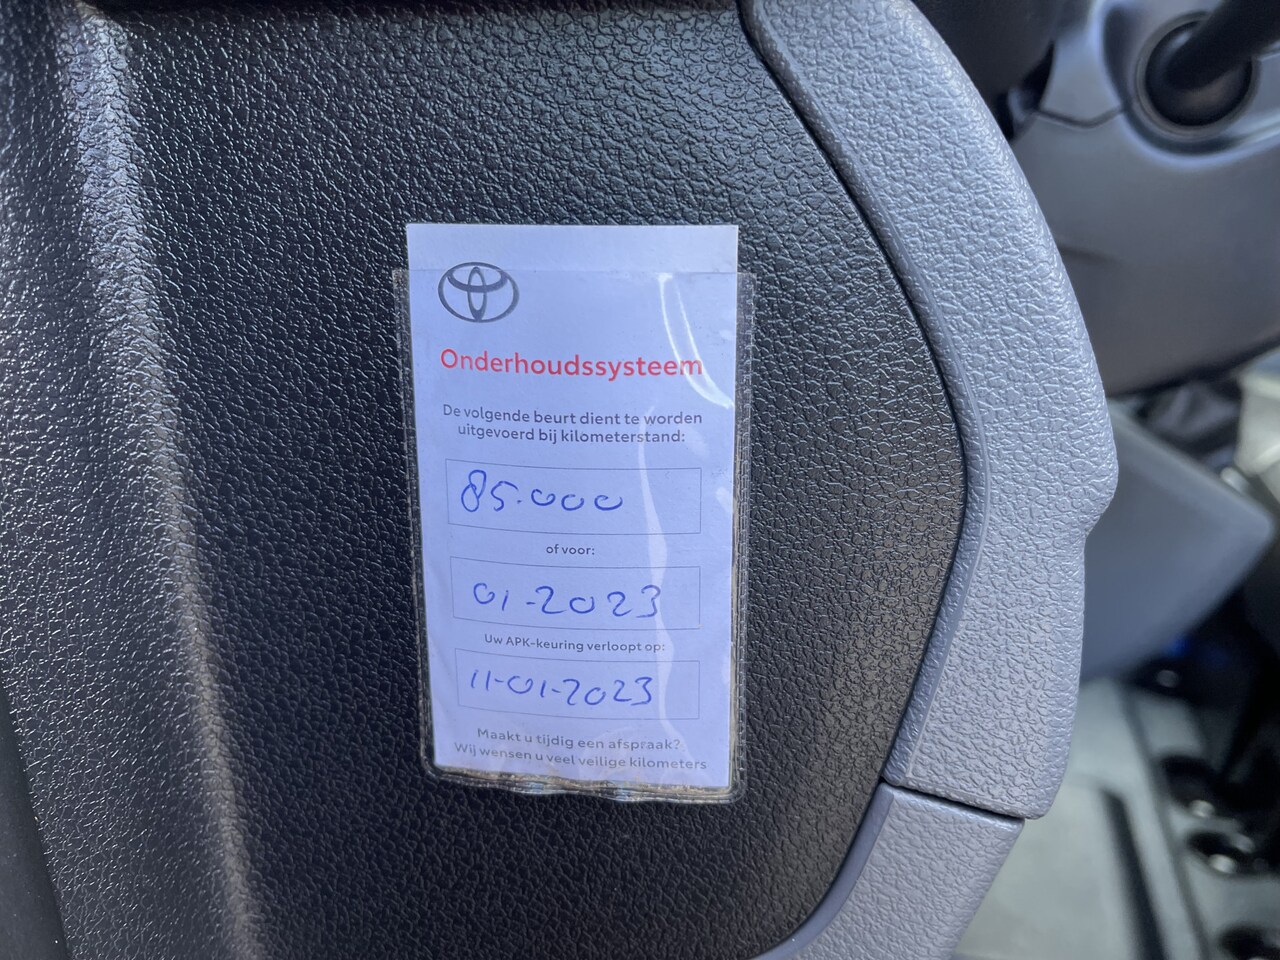 Onderhoudssysteem
De volgende beurt dient te worden
uitgevoerd bij kilometerstand:
85.000
of voor:
01-2023
Uw APK-keuring verloopt op:
11-01-2023
Maakt u tijdig een afspraak?
Wij wensen u veel veilige kilometers